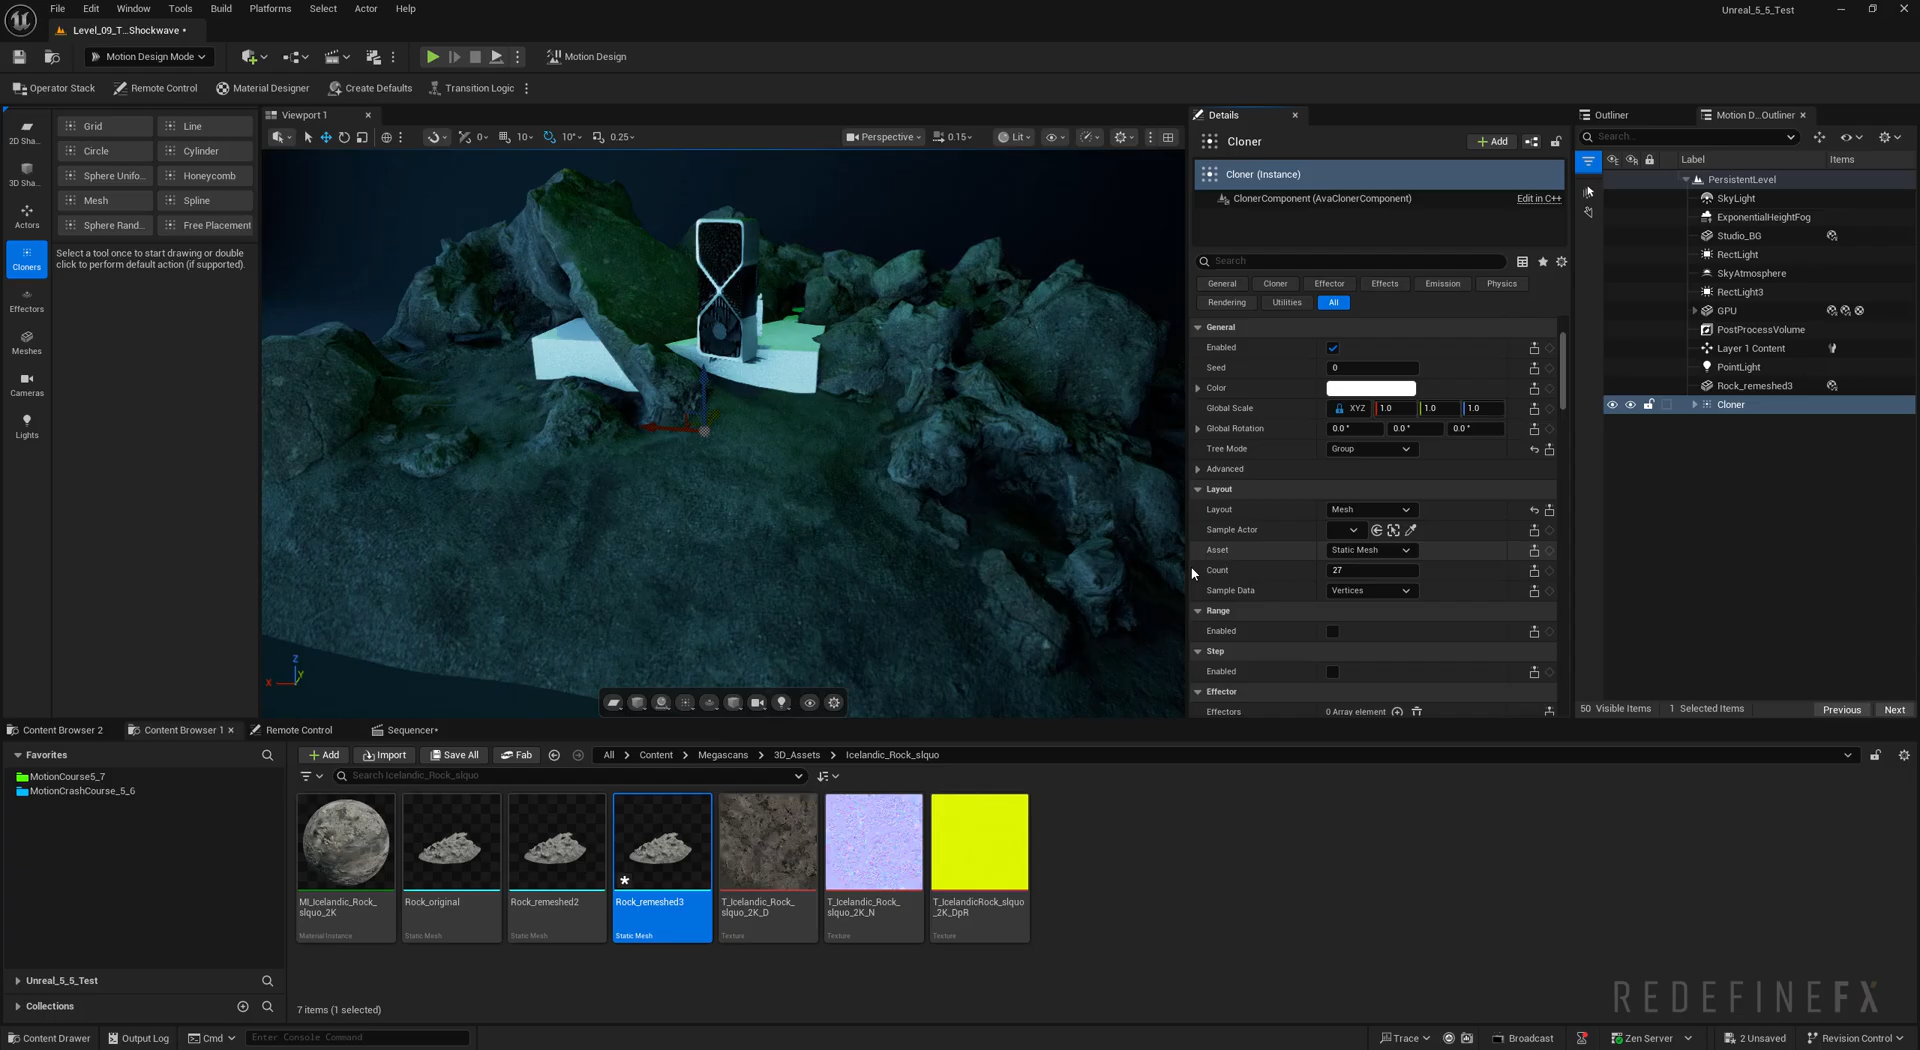 File Edit Window Tools Build Platforms Select Actor Help
Unreal_5_5_Test
Level_09_T...Shockwave •
Motion Design Mode
Motion Design
Operator Stack Remote Control Material Designer Create Defaults Transition Logic
2D Sha...
3D Sha...
Actors
Cloners
Effectors
Meshes
Cameras
Lights
Grid Line
Circle Cylinder
Sphere Unifo... Honeycomb
Mesh Spline
Sphere Rand... Free Placement
Select a tool once to start drawing or double
click to perform default action (if supported).
Viewport 1
0 10 10° 0.25
Perspective 0.15 Lit
Z
X Y
Details
Cloner
Add
Cloner (Instance)
ClonerComponent (AvaClonerComponent) Edit in C++
Search
General Cloner Effector Effects Emission Physics
Rendering Utilities All
General
Enabled
Seed 0
Color
Global Scale XYZ 1.0 1.0 1.0
Global Rotation 0.0 ° 0.0 ° 0.0 °
Tree Mode Group
Advanced
Layout
Layout Mesh
Sample Actor
Asset Static Mesh
Count 27
Sample Data Vertices
Range
Enabled
Step
Enabled
Effector
Effectors 0 Array element
Outliner Motion D...Outliner
Search...
Label Items
PersistentLevel
SkyLight
ExponentialHeightFog
Studio_BG
RectLight
SkyAtmosphere
RectLight3
GPU
PostProcessVolume
Layer 1 Content
PointLight
Rock_remeshed3
Cloner
50 Visible Items 1 Selected Items Previous Next
Content Browser 2 Content Browser 1 Remote Control Sequencer*
Favorites
MotionCourse5_7
MotionCrashCourse_5_6
Unreal_5_5_Test
Collections
Add Import Save All Fab All Content Megascans 3D_Assets Icelandic_Rock_slquo
Search Icelandic_Rock_slquo
MI_Icelandic_Rock_
slquo_2K
Material Instance
Rock_original
Static Mesh
Rock_remeshed2
Static Mesh
Rock_remeshed3
Static Mesh
T_Icelandic_Rock_
slquo_2K_D
Texture
T_Icelandic_Rock_
slquo_2K_N
Texture
T_IcelandicRock_slquo
_2K_DpR
Texture
7 items (1 selected)
REDEFINEFX
Content Drawer Output Log Cmd Enter Console Command
Trace Broadcast Zen Server 2 Unsaved Revision Control